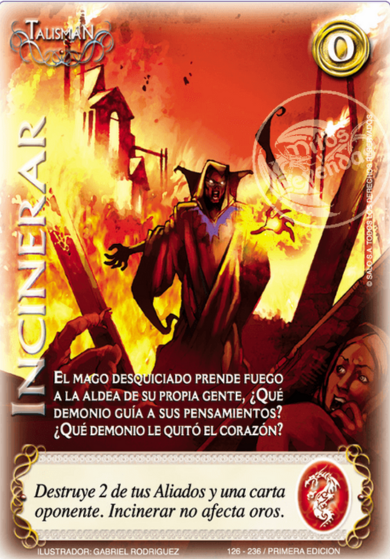 TALISMAN
0
INCINERAR
Mitos
Leyendas
EL MAGO DESQUICIADO PRENDE FUEGO
A LA ALDEA DE SU PROPIA GENTE, ¿QUÉ
DEMONIO GUÍA A SUS PENSAMIENTOS?
¿QUÉ DEMONIO LE QUITÓ EL CORAZÓN?
Destruye 2 de tus Aliados y una carta
oponente. Incinerar no afecta oros.
ILUSTRADOR: GABRIEL RODRIGUEZ
126 - 236 / PRIMERA EDICION